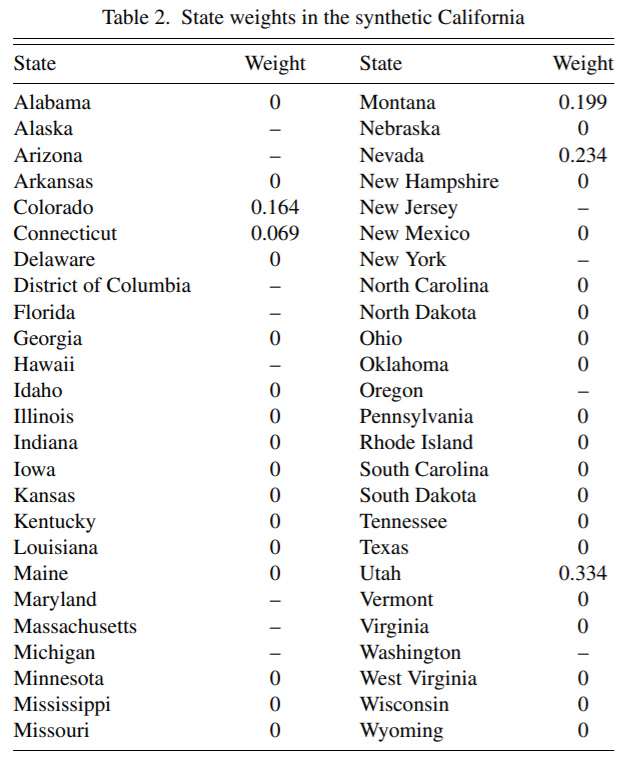 Table 2. State weights in the synthetic California
State Weight State Weight
Alabama 0 Montana 0.199
Alaska – Nebraska 0
Arizona – Nevada 0.234
Arkansas 0 New Hampshire 0
Colorado 0.164 New Jersey –
Connecticut 0.069 New Mexico 0
Delaware 0 New York –
District of Columbia – North Carolina 0
Florida – North Dakota 0
Georgia 0 Ohio 0
Hawaii – Oklahoma 0
Idaho 0 Oregon –
Illinois 0 Pennsylvania 0
Indiana 0 Rhode Island 0
Iowa 0 South Carolina 0
Kansas 0 South Dakota 0
Kentucky 0 Tennessee 0
Louisiana 0 Texas 0
Maine 0 Utah 0.334
Maryland – Vermont 0
Massachusetts – Virginia 0
Michigan – Washington –
Minnesota 0 West Virginia 0
Mississippi 0 Wisconsin 0
Missouri 0 Wyoming 0